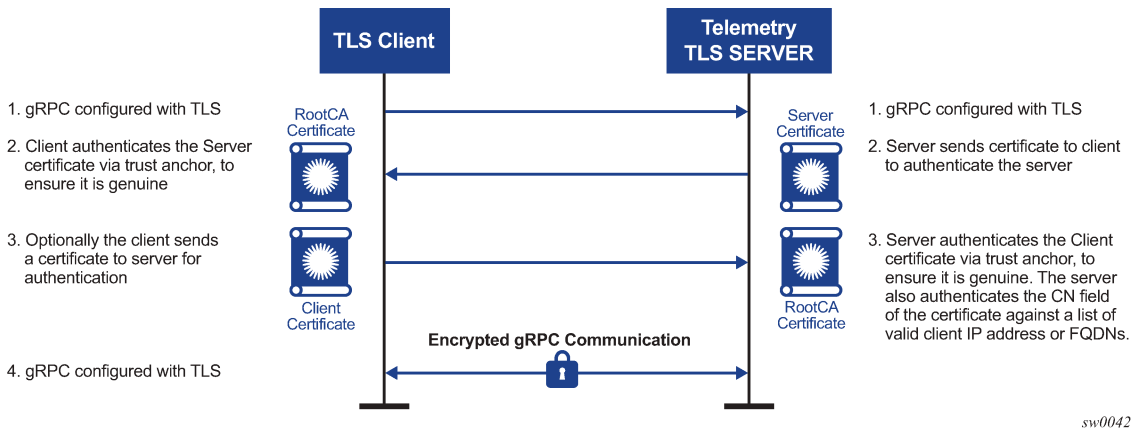 TLS Client
Telemetry
TLS SERVER
1. gRPC configured with TLS
RootCA
Certificate
Server
Certificate
1. gRPC configured with TLS
2. Client authenticates the Server
certificate via trust anchor, to
ensure it is genuine
2. Server sends certificate to client
to authenticate the server
3. Optionally the client sends
a certificate to server for
authentication
Client
Certificate
RootCA
Certificate
3. Server authenticates the Client
certificate via trust anchor, to
ensure it is genuine. The server
also authenticates the CN field
of the certificate against a list of
valid client IP address or FQDNs.
Encrypted gRPC Communication
4. gRPC configured with TLS
sw0042